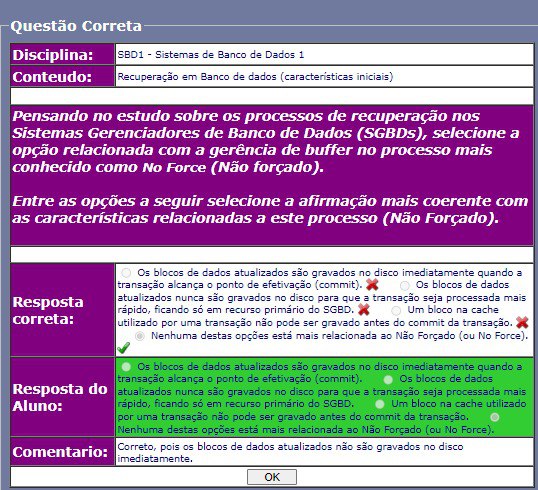 Questão Correta
Disciplina: SBD1 - Sistemas de Banco de Dados 1
Conteudo: Recuperação em Banco de dados (características iniciais)
Pensando no estudo sobre os processos de recuperação nos
Sistemas Gerenciadores de Banco de Dados (SGBDs), selecione a
opção relacionada com a gerência de buffer no processo mais
conhecido como No Force (Não forçado).
Entre as opções a seguir selecione a afirmação mais coerente com
as características relacionadas a este processo (Não Forçado).
Resposta correta:
Os blocos de dados atualizados são gravados no disco imediatamente quando a
transação alcança o ponto de efetivação (commit). Os blocos de dados
atualizados nunca são gravados no disco para que a transação seja processada mais
rápido, ficando só em recurso primário do SGBD. Um bloco na cache
utilizado por uma transação não pode ser gravado antes do commit da transação.
Nenhuma destas opções está mais relacionada ao Não Forçado (ou No Force).
Resposta do Aluno:
Os blocos de dados atualizados são gravados no disco imediatamente quando a
transação alcança o ponto de efetivação (commit). Os blocos de dados
atualizados nunca são gravados no disco para que a transação seja processada mais
rápido, ficando só em recurso primário do SGBD. Um bloco na cache utilizado
por uma transação não pode ser gravado antes do commit da transação.
Nenhuma destas opções está mais relacionada ao Não Forçado (ou No Force).
Comentario: Correto, pois os blocos de dados atualizados não são gravados no disco
imediatamente.
OK